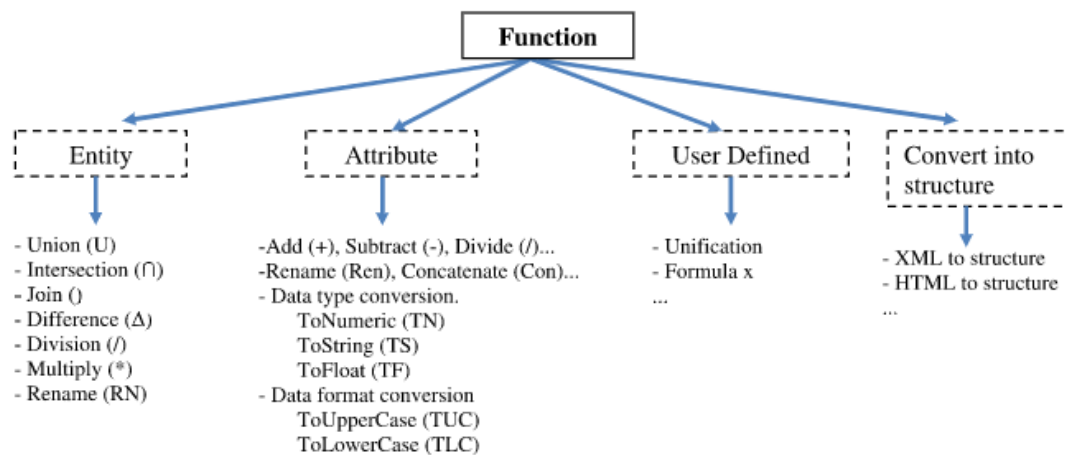 Function
Entity
- Union (U)
- Intersection (∩)
- Join ()
- Difference (Δ)
- Division (/)
- Multiply (*)
- Rename (RN)
Attribute
-Add (+), Subtract (-), Divide (/)...
-Rename (Ren), Concatenate (Con)...
- Data type conversion.
ToNumeric (TN)
ToString (TS)
ToFloat (TF)
- Data format conversion
ToUpperCase (TUC)
ToLowerCase (TLC)
User Defined
- Unification
- Formula x
...
Convert into
structure
- XML to structure
- HTML to structure
...